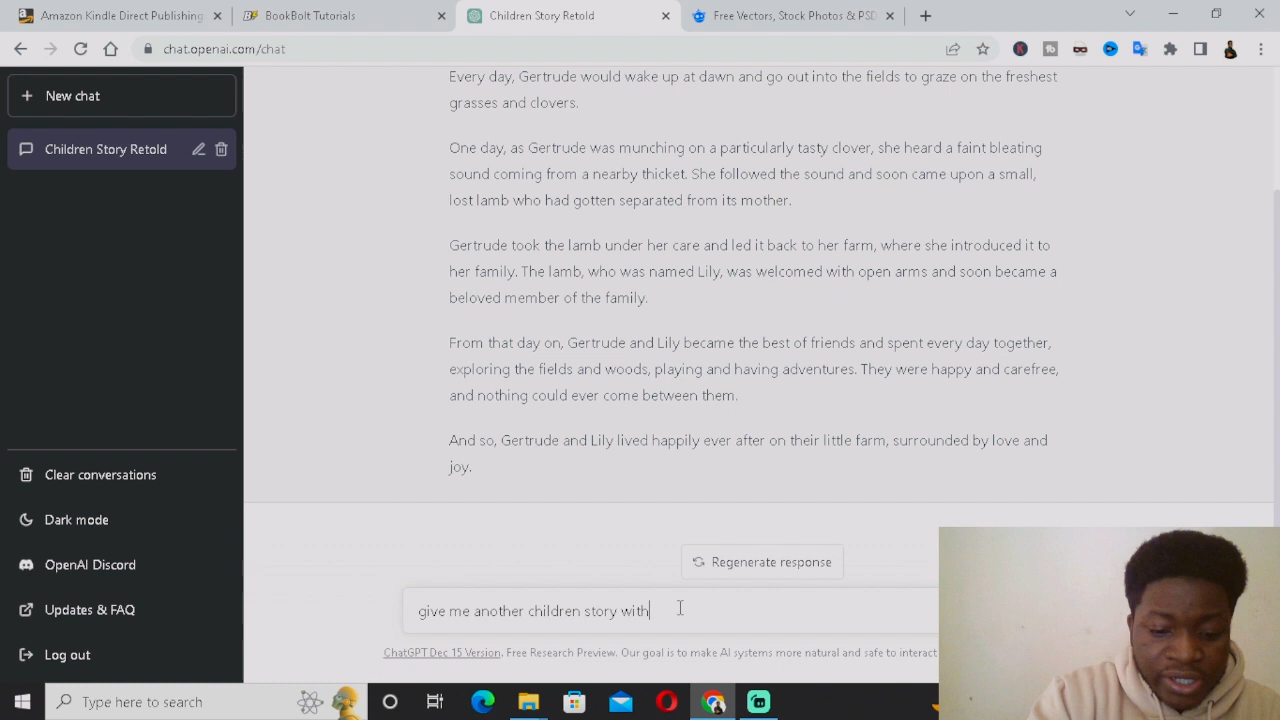 Amazon Kindle Direct Publishing
BookBolt Tutorials
Children Story Retold
Free Vectors, Stock Photos & PSD
chat.openai.com/chat
New chat
Children Story Retold
Every day, Gertrude would wake up at dawn and go out into the fields to graze on the freshest
grasses and clovers.
One day, as Gertrude was munching on a particularly tasty clover, she heard a faint bleating
sound coming from a nearby thicket. She followed the sound and soon came upon a small,
lost lamb who had gotten separated from its mother.
Gertrude took the lamb under her care and led it back to her farm, where she introduced it to
her family. The lamb, who was named Lily, was welcomed with open arms and soon became a
beloved member of the family.
From that day on, Gertrude and Lily became the best of friends and spent every day together,
exploring the fields and woods, playing and having adventures. They were happy and carefree,
and nothing could ever come between them.
And so, Gertrude and Lily lived happily ever after on their little farm, surrounded by love and
joy.
Clear conversations
Dark mode
OpenAI Discord
Updates & FAQ
Log out
Regenerate response
give me another children story with
ChatGPT Dec 15 Version. Free Research Preview. Our goal is to make AI systems more natural and safe to interact
Type here to search